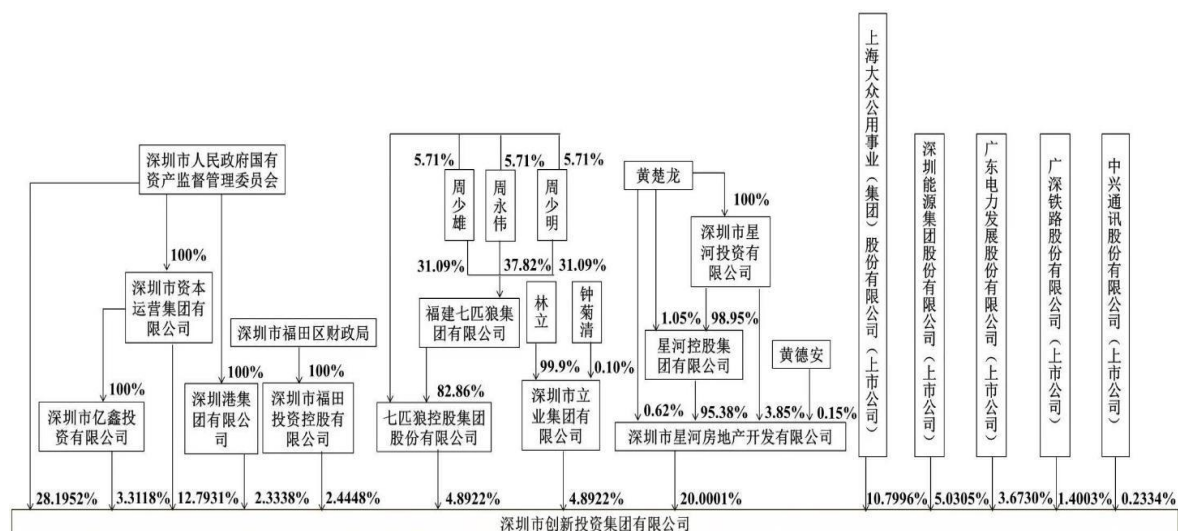 深圳市人民政府国有
资产监督管理委员会
100%
深圳市资本
运营集团有
限公司
100%
深圳市亿鑫投
资有限公司
100%
深圳港集
团有限公
司
深圳市福田区财政局
100%
深圳市福田
投资控股有
限公司
5.71%
5.71%
5.71%
周少雄
周永伟
周少明
31.09%
37.82%
31.09%
福建七匹狼集
团有限公司
82.86%
七匹狼控股集团
股份有限公司
林立
钟菊清
99.9%
0.10%
深圳市立
业集团有
限公司
黄楚龙
100%
深圳市星
河投资有
限公司
1.05%
98.95%
星河控股集
团有限公司
黄德安
0.62%
95.38%
3.85%
0.15%
深圳市星河房地产开发有限公司
上海大众公用事业（集团）股份有限公司（上市公司）
深圳能源集团股份有限公司（上市公司）
广东电力发展股份有限公司（上市公司）
广深铁路股份有限公司（上市公司）
中兴通讯股份有限公司（上市公司）
28.1952%
3.3118%
12.7931%
2.3338%
2.4448%
4.8922%
4.8922%
20.0001%
10.7996%
5.0305%
3.6730%
1.4003%
0.2334%
深圳市创新投资集团有限公司